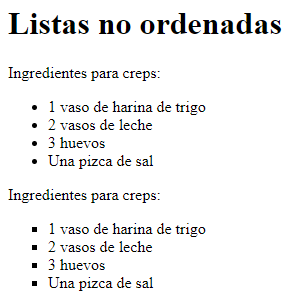 Listas no ordenadas
Ingredientes para creps:
1 vaso de harina de trigo
2 vasos de leche
3 huevos
Una pizca de sal
Ingredientes para creps:
1 vaso de harina de trigo
2 vasos de leche
3 huevos
Una pizca de sal